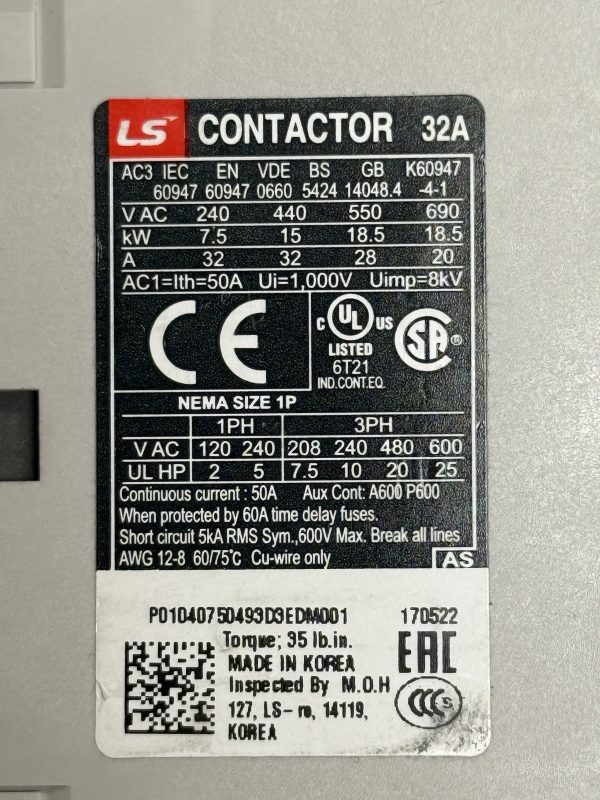 LS CONTACTOR 32A
AC3 IEC EN VDE BS GB K60947
60947 60947 0660 5424 14048.4 -4-1
V AC 240 440 550 690
kW 7.5 15 18.5 18.5
A 32 32 28 20
AC1=Ith=50A Ui=1,000V Uimp=8kV
CE
c UL US
LISTED
6T21
IND.CONT.EQ.
SA ®
NEMA SIZE 1P
1PH 3PH
V AC 120 240 208 240 480 600
UL HP 2 5 7.5 10 20 25
Continuous current : 50A Aux Cont: A600 P600
When protected by 60A time delay fuses.
Short circuit 5kA RMS Sym.,600V Max. Break all lines
AWG 12-8 60/75℃ Cu-wire only
AS
P01040750493D3EDM001 170522
Torque; 35 lb.in.
MADE IN KOREA
Inspected By M.O.H
127, LS-ro, 14119,
KOREA
EAC
CCC S